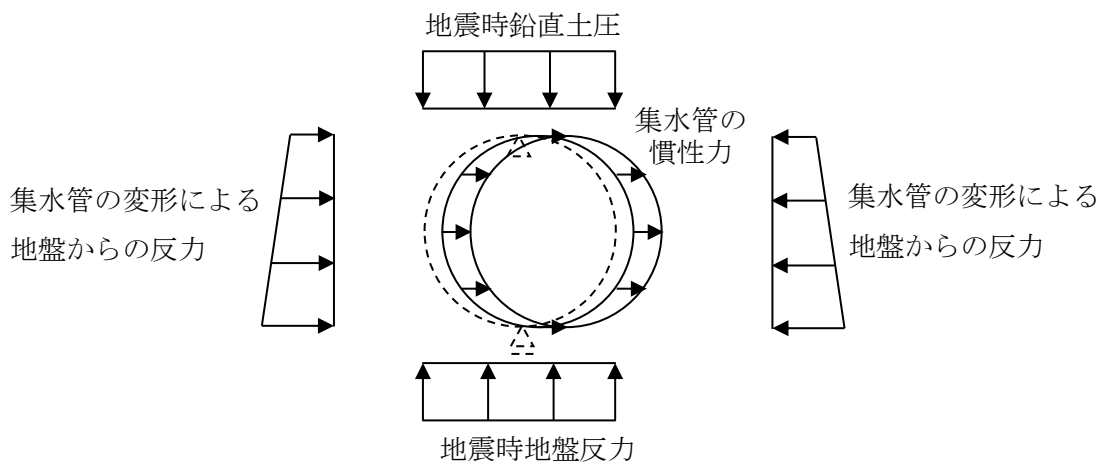 地震時鉛直土圧
集水管の
慣性力
集水管の変形による
地盤からの反力
集水管の変形による
地盤からの反力
地震時地盤反力